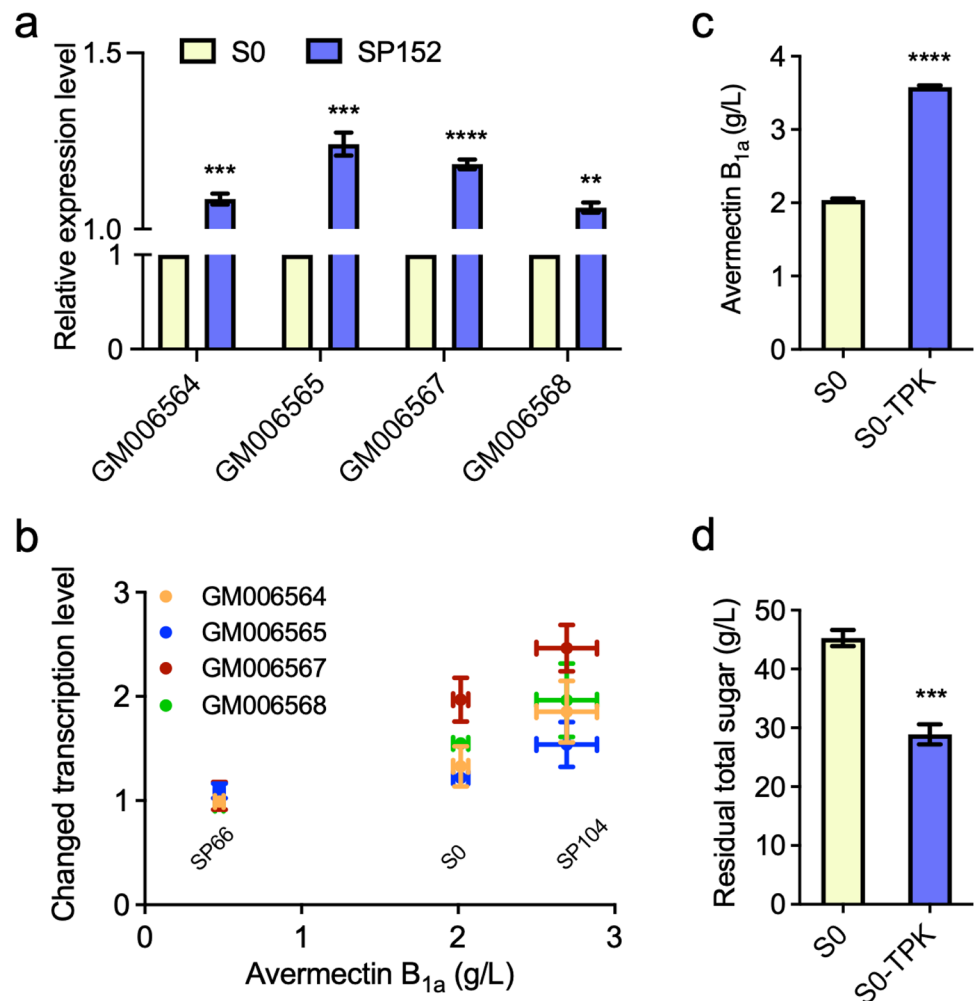 a
S0 SP152
Relative expression level
1.5
1.0
1
0
*** *** **** **
GM006564 GM006565 GM006567 GM006568
c
Avermectin B1a (g/L)
4
3
2
1
0
****
S0 S0-TPK
b
Changed transcription level
3
2
1
0
GM006564
GM006565
GM006567
GM006568
SP66 S0 SP104
0 1 2 3
Avermectin B1a (g/L)
d
Residual total sugar (g/L)
50
40
30
20
10
0
***
S0 S0-TPK